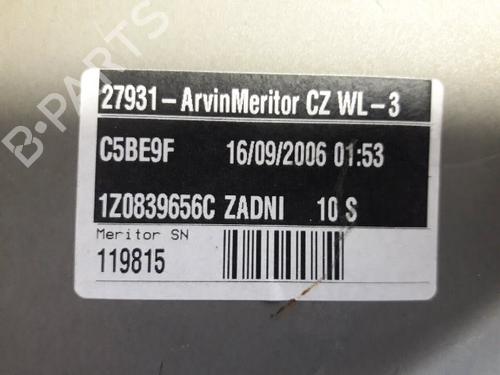 B-PARTS
27931-ArvinMeritor CZ WL-3
C5BE9F 16/09/2006 01:53
1Z0839656C ZADNI 10 S
Meritor SN
119815